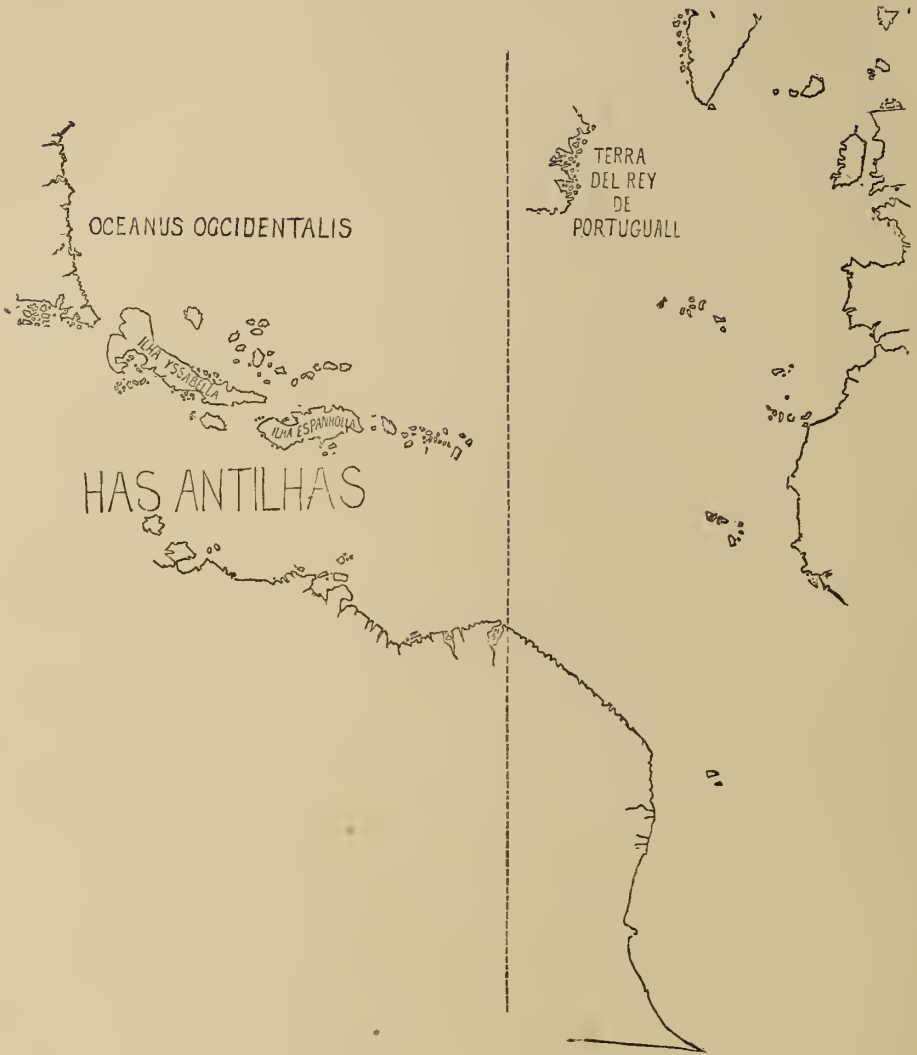 TERRA
DEL REY
DE
PORTUGUALL
OCEANUS OCCIDENTALIS
ILHA YSSABELLA
ILHA ESPANHOLLA
HAS ANTILHAS